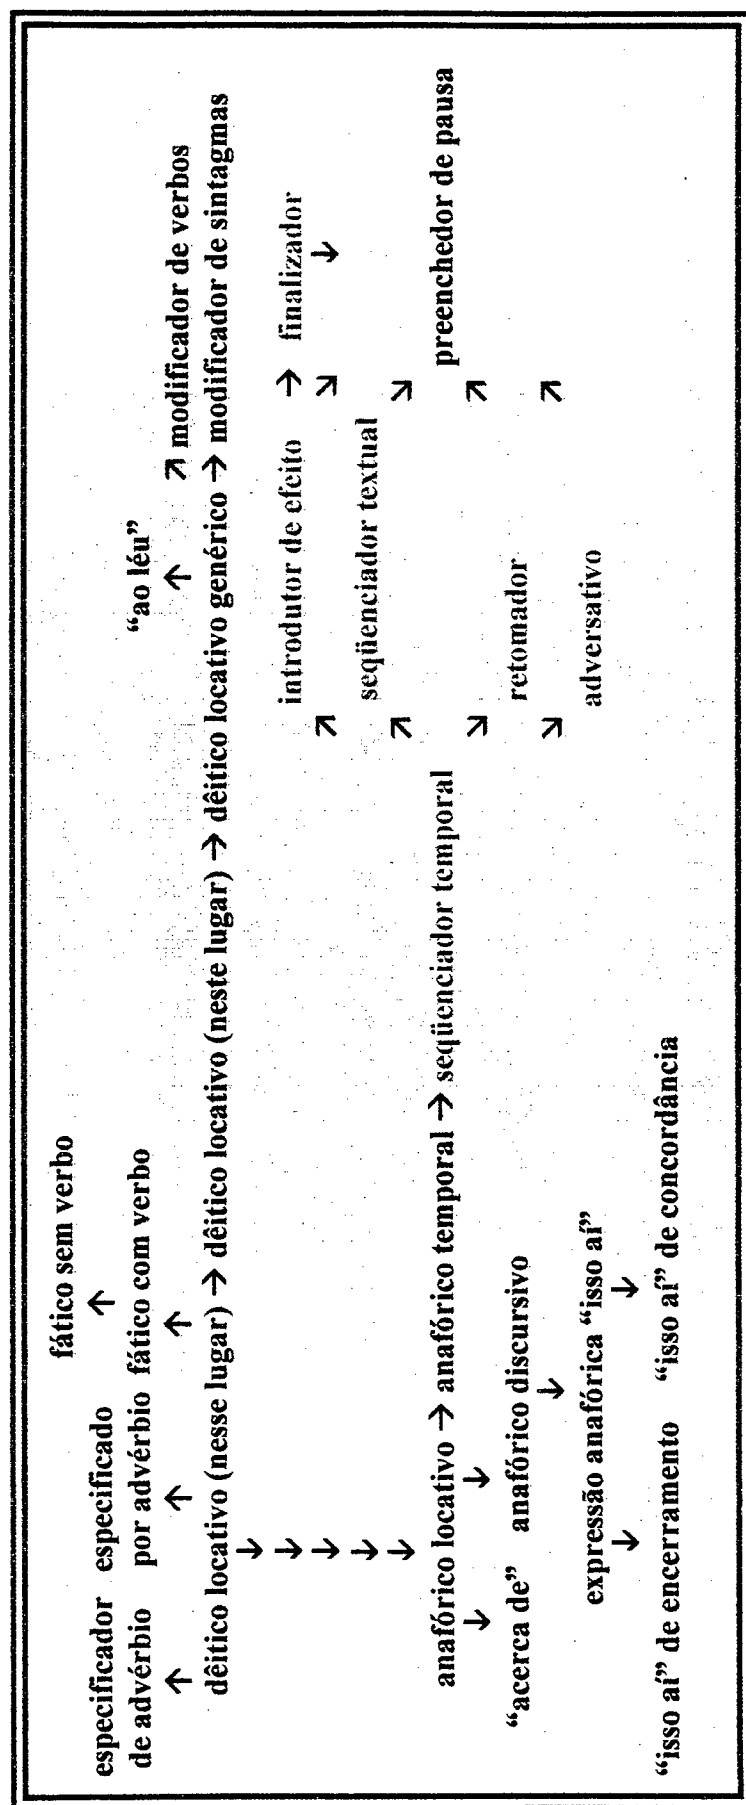 fático sem verbo
especificador especificado ↑
de advérbio por advérbio fático com verbo “ao léu”
↑ ↑ ↑ ↑ ↗ modificador de verbos
dêitico locativo (nesse lugar) → dêitico locativo (neste lugar) → dêitico locativo genérico → modificador de sintagmas
introdutor de efeito → finalizador
seqüenciador textual
anafórico locativo → anafórico temporal → seqüenciador temporal preenchedor de pausa
“acerca de” anafórico discursivo retomador
expressão anafórica “isso aí” adversativo
“isso aí” de encerramento “isso aí” de concordância